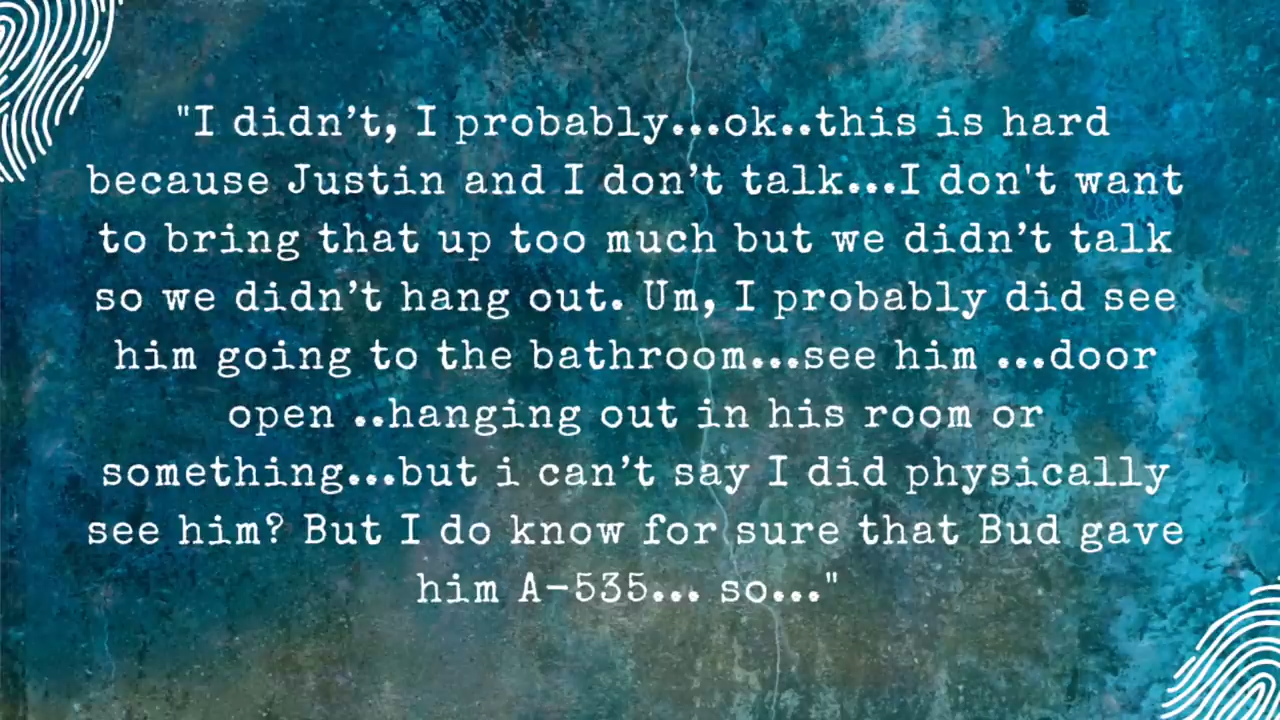 "I didn’t, I probably...ok..this is hard
because Justin and I don’t talk...I don't want
to bring that up too much but we didn’t talk
so we didn’t hang out. Um, I probably did see
him going to the bathroom...see him ...door
open ..hanging out in his room or
something...but i can’t say I did physically
see him? But I do know for sure that Bud gave
him A-535... so..."